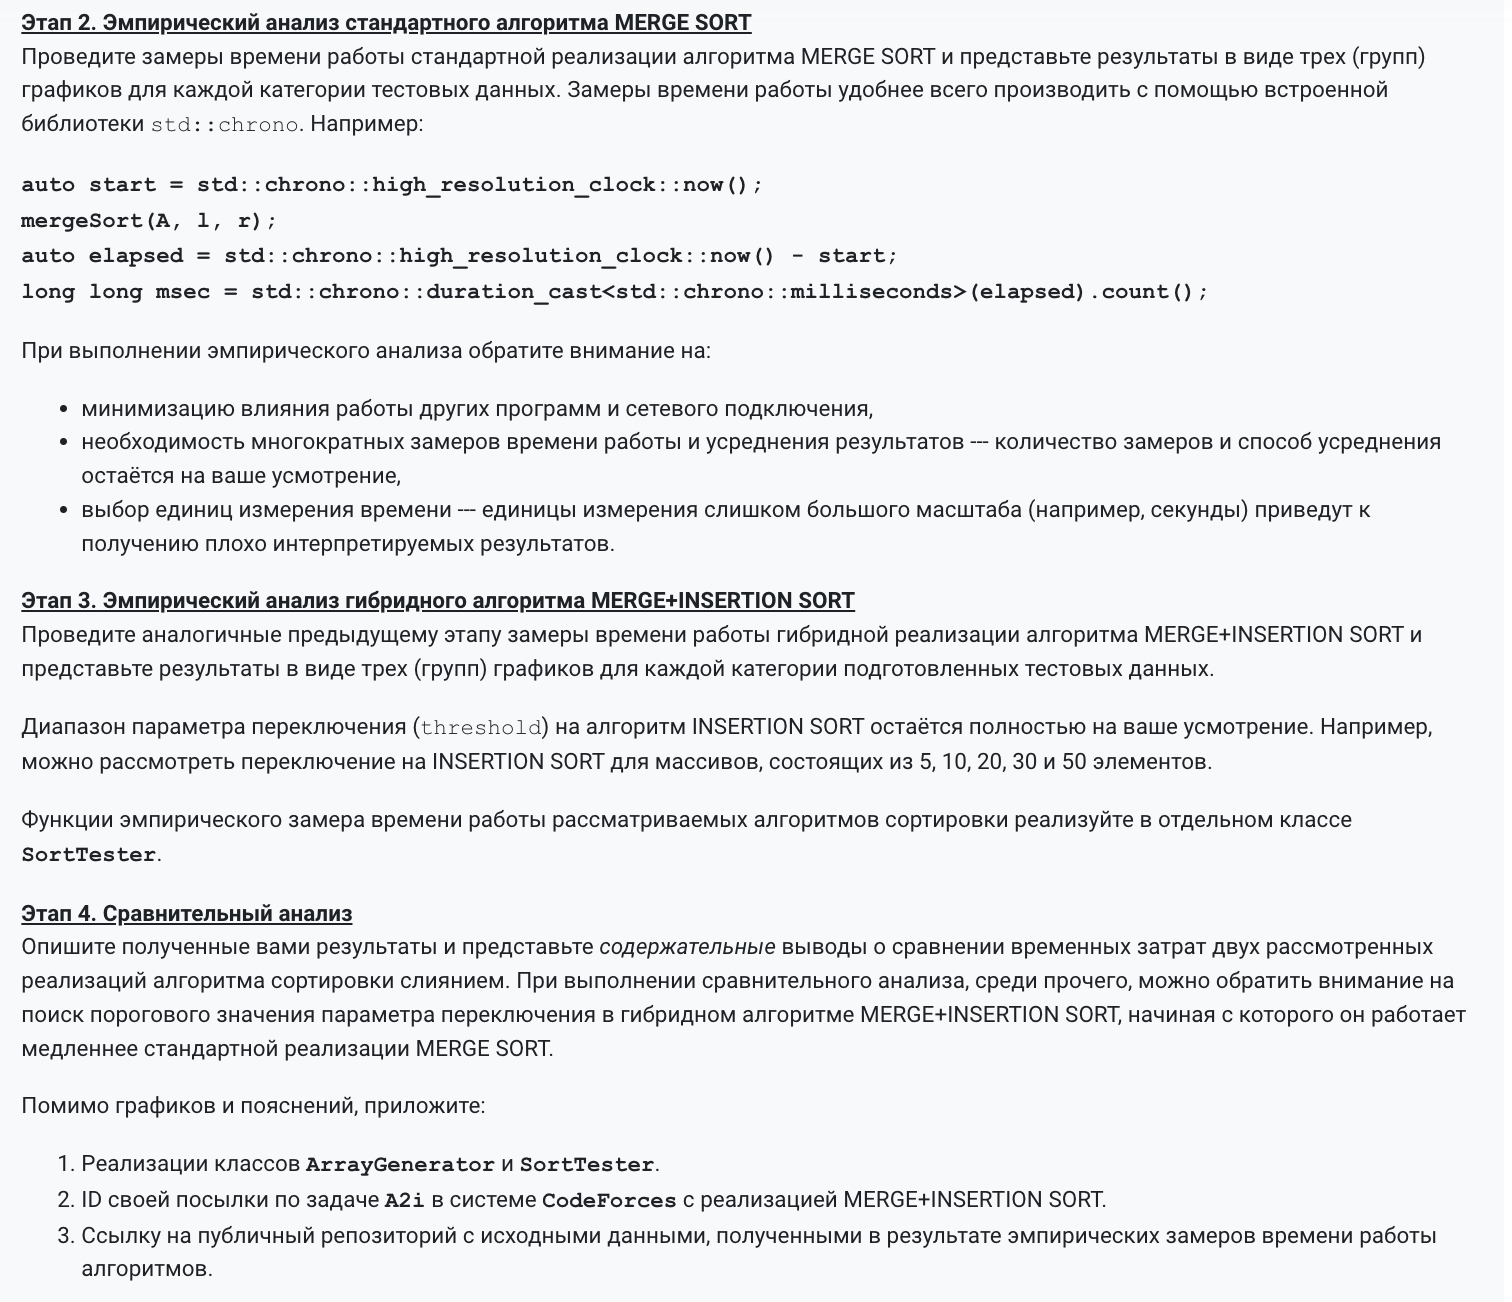 Этап 2. Эмпирический анализ стандартного алгоритма MERGE SORT
Проведите замеры времени работы стандартной реализации алгоритма MERGE SORT и представьте результаты в виде трех (групп)
графиков для каждой категории тестовых данных. Замеры времени работы удобнее всего производить с помощью встроенной
библиотеки std::chrono. Например:
auto start = std::chrono::high_resolution_clock::now();
mergeSort(A, l, r);
auto elapsed = std::chrono::high_resolution_clock::now() - start;
long long msec = std::chrono::duration_cast<std::chrono::milliseconds>(elapsed).count();
При выполнении эмпирического анализа обратите внимание на:
• минимизацию влияния работы других программ и сетевого подключения,
• необходимость многократных замеров времени работы и усреднения результатов --- количество замеров и способ усреднения
остаётся на ваше усмотрение,
• выбор единиц измерения времени --- единицы измерения слишком большого масштаба (например, секунды) приведут к
получению плохо интерпретируемых результатов.
Этап 3. Эмпирический анализ гибридного алгоритма MERGE+INSERTION SORT
Проведите аналогичные предыдущему этапу замеры времени работы гибридной реализации алгоритма MERGE+INSERTION SORT и
представьте результаты в виде трех (групп) графиков для каждой категории подготовленных тестовых данных.
Диапазон параметра переключения (threshold) на алгоритм INSERTION SORT остаётся полностью на ваше усмотрение. Например,
можно рассмотреть переключение на INSERTION SORT для массивов, состоящих из 5, 10, 20, 30 и 50 элементов.
Функции эмпирического замера времени работы рассматриваемых алгоритмов сортировки реализуйте в отдельном классе
SortTester.
Этап 4. Сравнительный анализ
Опишите полученные вами результаты и представьте содержательные выводы о сравнении временных затрат двух рассмотренных
реализаций алгоритма сортировки слиянием. При выполнении сравнительного анализа, среди прочего, можно обратить внимание на
поиск порогового значения параметра переключения в гибридном алгоритме MERGE+INSERTION SORT, начиная с которого он работает
медленнее стандартной реализации MERGE SORT.
Помимо графиков и пояснений, приложите:
1. Реализации классов ArrayGenerator и SortTester.
2. ID своей посылки по задаче A2i в системе CodeForces с реализацией MERGE+INSERTION SORT.
3. Ссылку на публичный репозиторий с исходными данными, полученными в результате эмпирических замеров времени работы
алгоритмов.